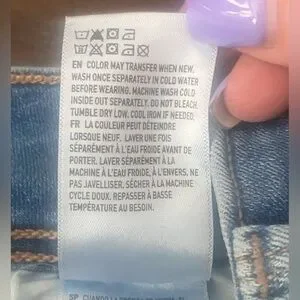 EN COLOR MAY TRANSFER WHEN NEW.
WASH ONCE SEPARATELY IN COLD WATER
BEFORE WEARING. MACHINE WASH COLD
INSIDE OUT SEPARATELY. DO NOT BLEACH.
TUMBLE DRY LOW. COOL IRON IF NEEDED.
FR LA COULEUR PEUT DÉTEINDRE
LORSQUE NEUF. LAVER UNE FOIS
SÉPARÉMENT À L'EAU FROIDE AVANT DE
PORTER. LAVER SÉPARÉMENT À LA
MACHINE À L'EAU FROIDE, À L'ENVERS. NE
PAS JAVELLISER. SÉCHER À LA MACHINE
CYCLE DOUX. REPASSER À BASSE
TEMPÉRATURE AU BESOIN.
SP CUANDO LA